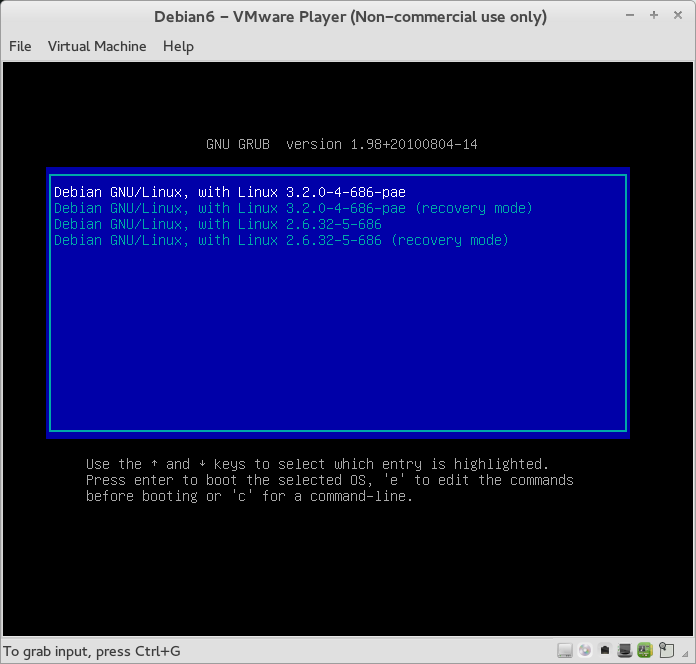 Debian6 - VMware Player (Non-commercial use only)
File Virtual Machine Help
GNU GRUB version 1.98+20100804-14
Debian GNU/Linux, with Linux 3.2.0-4-686-pae
Debian GNU/Linux, with Linux 3.2.0-4-686-pae (recovery mode)
Debian GNU/Linux, with Linux 2.6.32-5-686
Debian GNU/Linux, with Linux 2.6.32-5-686 (recovery mode)
Use the ↑ and ↓ keys to select which entry is highlighted.
Press enter to boot the selected OS, 'e' to edit the commands
before booting or 'c' for a command-line.
To grab input, press Ctrl+G